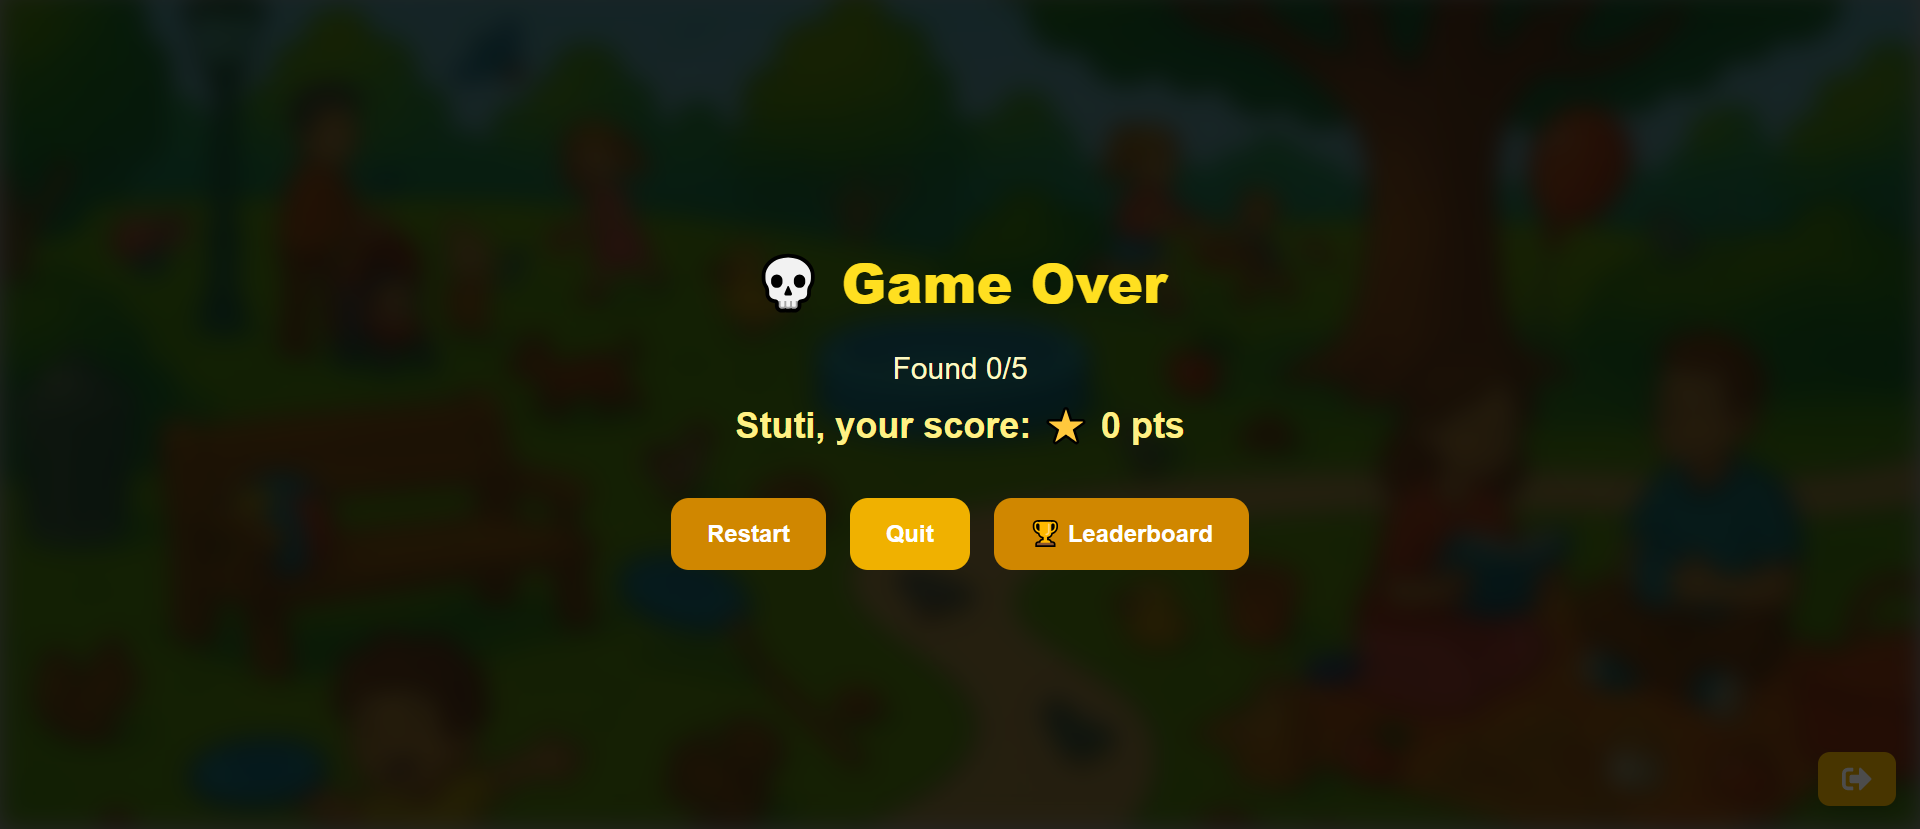 💀 Game Over
Found 0/5
Stuti, your score: ⭐ 0 pts
Restart
Quit
🏆 Leaderboard